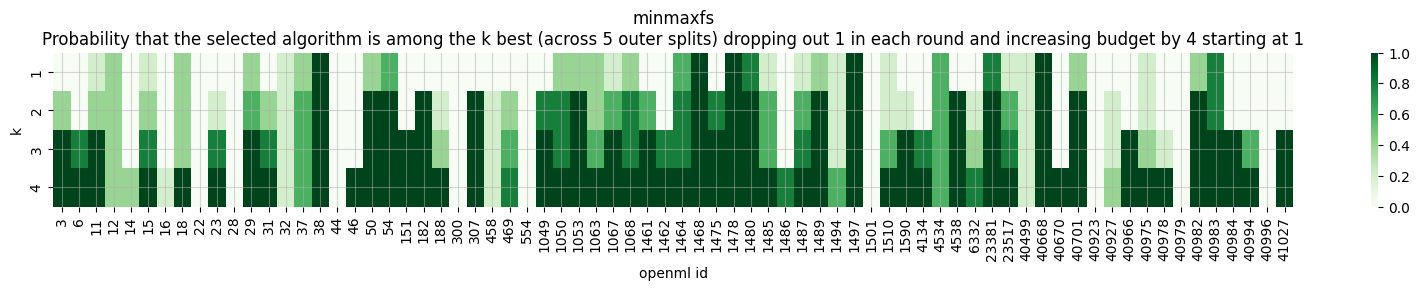 minmaxfs
Probability that the selected algorithm is among the k best (across 5 outer splits) dropping out 1 in each round and increasing budget by 4 starting at 1
k
1
2
3
4
3 6 11 12 14 15 16 18 22 23 28 29 31 32 37 38 44 46 50 54 151 182 188 300 307 458 469 554 1049 1050 1053 1063 1067 1068 1461 1462 1464 1468 1475 1478 1480 1485 1486 1487 1489 1494 1497 1501 1510 1590 4134 4534 4538 6332 23381 23517 40499 40668 40670 40701 40923 40927 40966 40975 40978 40979 40982 40983 40984 40994 40996 41027
openml id
1.0
0.8
0.6
0.4
0.2
0.0